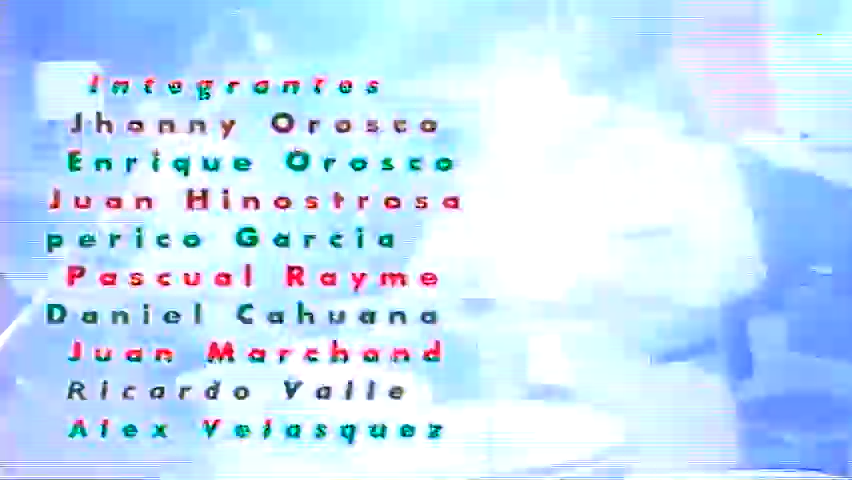 Integrantes
Jhonny Orosco
Enrique Orosco
Juan Hinostrosa
perico Garcia
Pascual Rayme
Daniel Cahuana
Juan Marchand
Ricardo Valle
Alex Velasquez